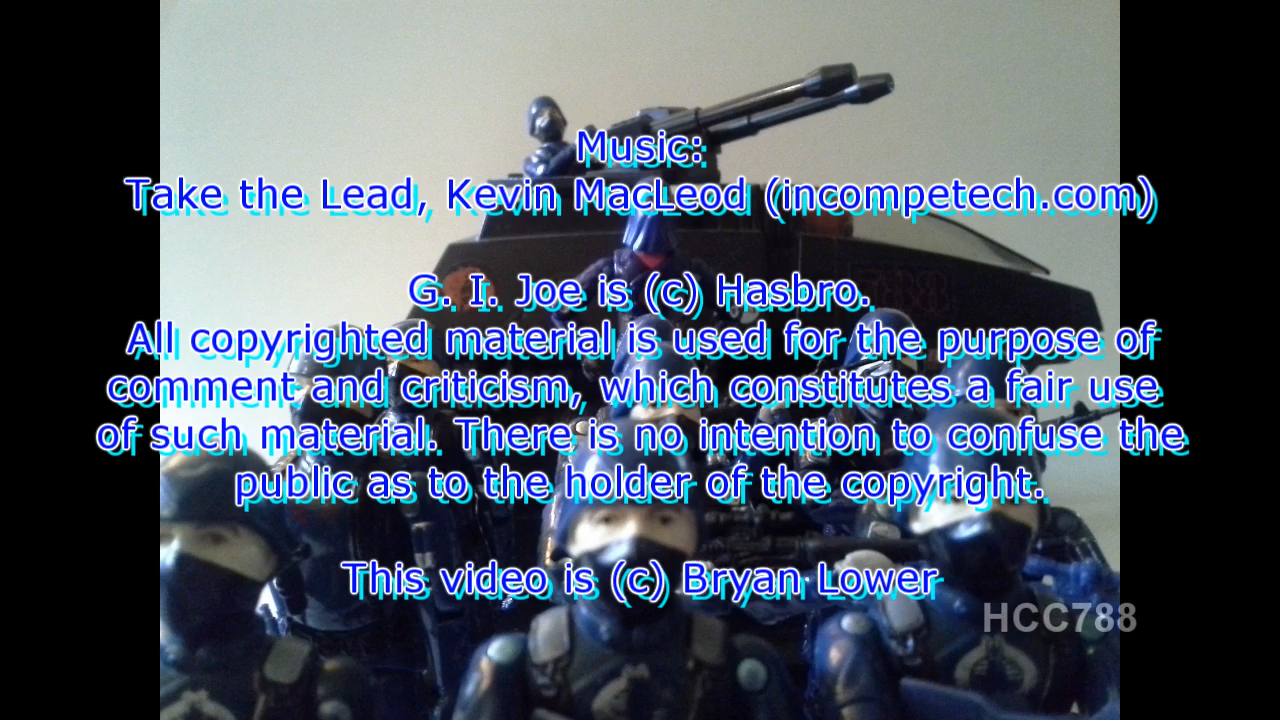 Music:
Take the Lead, Kevin MacLeod (incompetech.com)
G. I. Joe is (c) Hasbro.
All copyrighted material is used for the purpose of
comment and criticism, which constitutes a fair use
of such material. There is no intention to confuse the
public as to the holder of the copyright.
This video is (c) Bryan Lower
HCC788